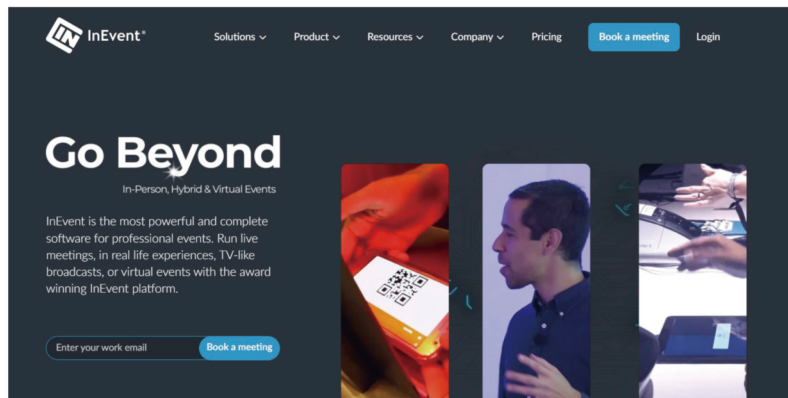 InEvent®
Solutions
Product
Resources
Company
Pricing
Book a meeting
Login
Go Beyond
In-Person, Hybrid & Virtual Events
InEvent is the most powerful and complete
software for professional events. Run live
meetings, in real life experiences, TV-like
broadcasts, or virtual events with the award
winning InEvent platform.
Enter your work email
Book a meeting